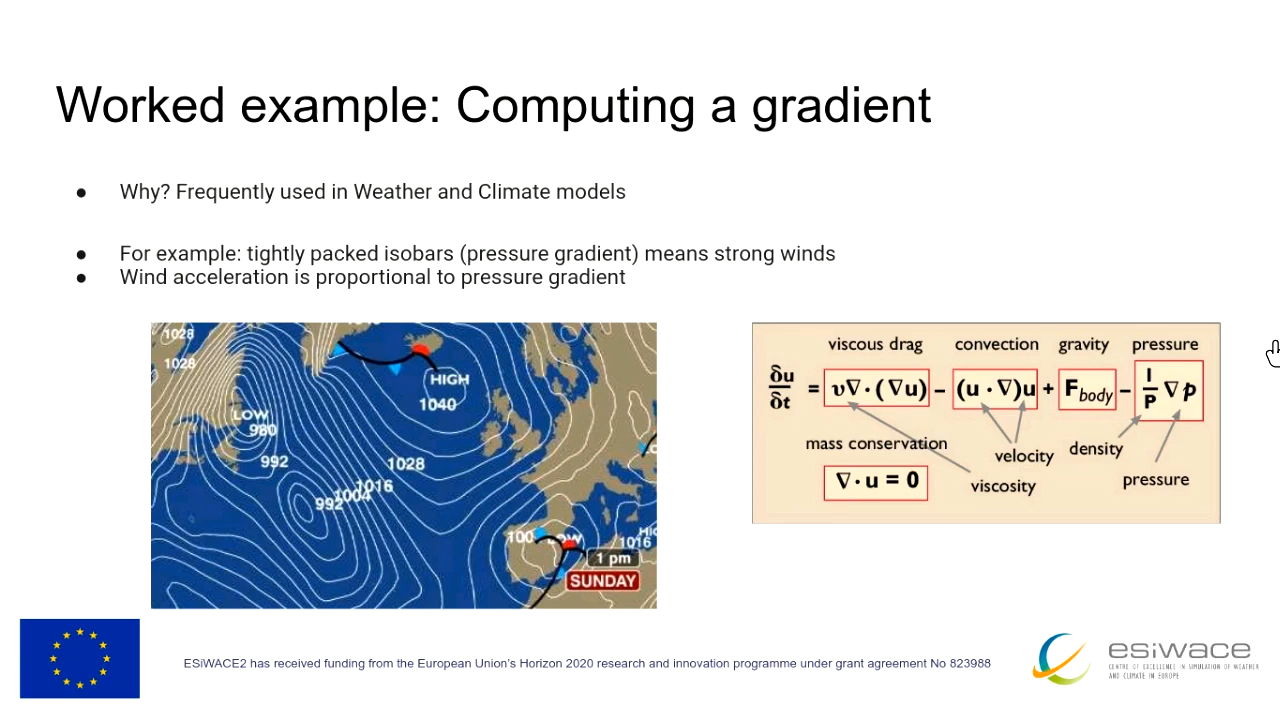 Worked example: Computing a gradient
● Why? Frequently used in Weather and Climate models
● For example: tightly packed isobars (pressure gradient) means strong winds
● Wind acceleration is proportional to pressure gradient
1028
1028
HIGH
1040
LOW
980
992
1028
1016
1004
992
100
LOW
1016
1 pm
SUNDAY
viscous drag convection gravity pressure
δu/δt = υ∇·(∇u) – (u·∇)u + Fbody – 1/P ∇p
mass conservation
velocity
density
∇·u = 0
viscosity
pressure
ESiWACE2 has received funding from the European Union's Horizon 2020 research and innovation programme under grant agreement No 823988
esiwace
CENTRE OF EXCELLENCE IN SIMULATION OF WEATHER
AND CLIMATE IN EUROPE